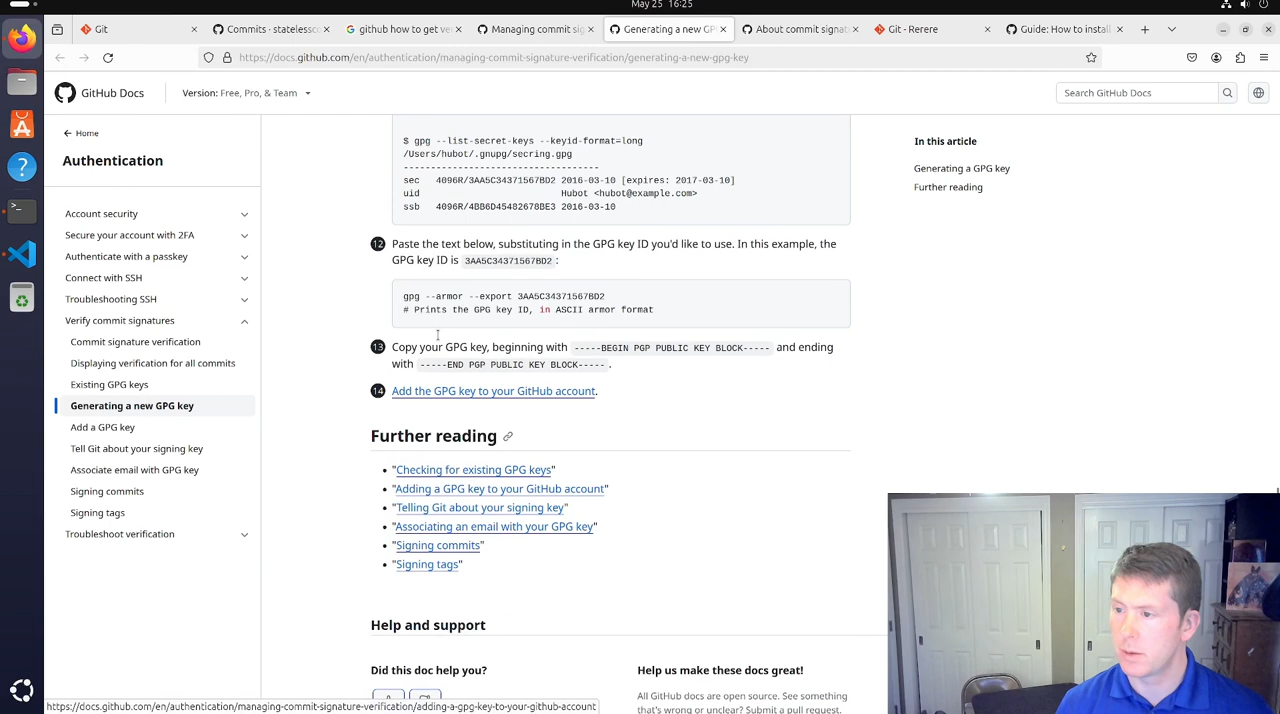 May 25 16:25
Git
Commits · statelessco
github how to get ver
Managing commit sig
Generating a new GP
About commit signat
Git - Rerere
Guide: How to install
https://docs.github.com/en/authentication/managing-commit-signature-verification/generating-a-new-gpg-key
GitHub Docs
Version: Free, Pro, & Team
Search GitHub Docs
Home
Authentication
Account security
Secure your account with 2FA
Authenticate with a passkey
Connect with SSH
Troubleshooting SSH
Verify commit signatures
Commit signature verification
Displaying verification for all commits
Existing GPG keys
Generating a new GPG key
Add a GPG key
Tell Git about your signing key
Associate email with GPG key
Signing commits
Signing tags
Troubleshoot verification
$ gpg --list-secret-keys --keyid-format=long
/Users/hubot/.gnupg/secring.gpg
------------------------------------
sec 4096R/3AA5C34371567BD2 2016-03-10 [expires: 2017-03-10]
uid Hubot <hubot@example.com>
ssb 4096R/4BB6D45482678BE3 2016-03-10
12 Paste the text below, substituting in the GPG key ID you'd like to use. In this example, the
GPG key ID is 3AA5C34371567BD2 :
gpg --armor --export 3AA5C34371567BD2
# Prints the GPG key ID, in ASCII armor format
13 Copy your GPG key, beginning with -----BEGIN PGP PUBLIC KEY BLOCK----- and ending
with -----END PGP PUBLIC KEY BLOCK----- .
14 Add the GPG key to your GitHub account.
Further reading
"Checking for existing GPG keys"
"Adding a GPG key to your GitHub account"
"Telling Git about your signing key"
"Associating an email with your GPG key"
"Signing commits"
"Signing tags"
Help and support
Did this doc help you?
Help us make these docs great!
All GitHub docs are open source. See something
that's wrong or unclear? Submit a pull request.
In this article
Generating a GPG key
Further reading
https://docs.github.com/en/authentication/managing-commit-signature-verification/adding-a-gpg-key-to-your-github-account